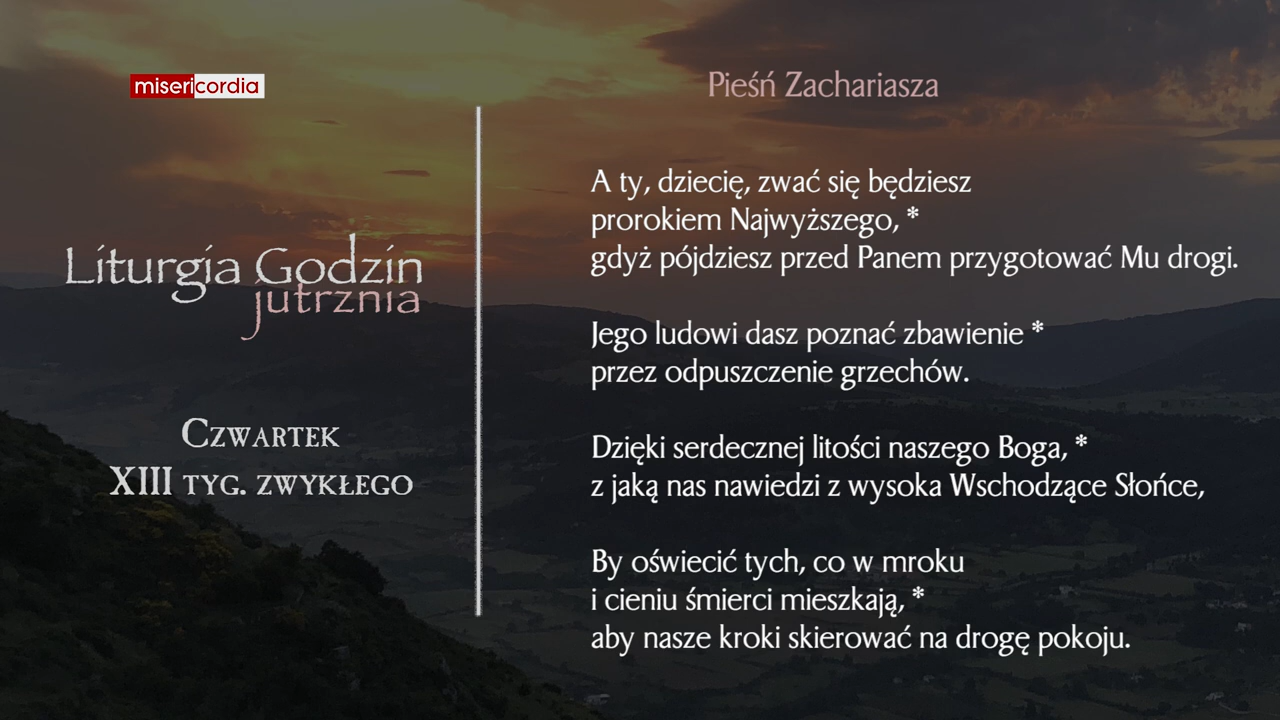 misericordia
Liturgia Godzin
jutrznia
Czwartek
XIII tyg. zwykłego
Pieśń Zachariasza
A ty, dziecię, zwać się będziesz
prorokiem Najwyższego, *
gdyż pójdziesz przed Panem przygotować Mu drogi.
Jego ludowi dasz poznać zbawienie *
przez odpuszczenie grzechów.
Dzięki serdecznej litości naszego Boga, *
z jaką nas nawiedzi z wysoka Wschodzące Słońce,
By oświecić tych, co w mroku
i cieniu śmierci mieszkają, *
aby nasze kroki skierować na drogę pokoju.